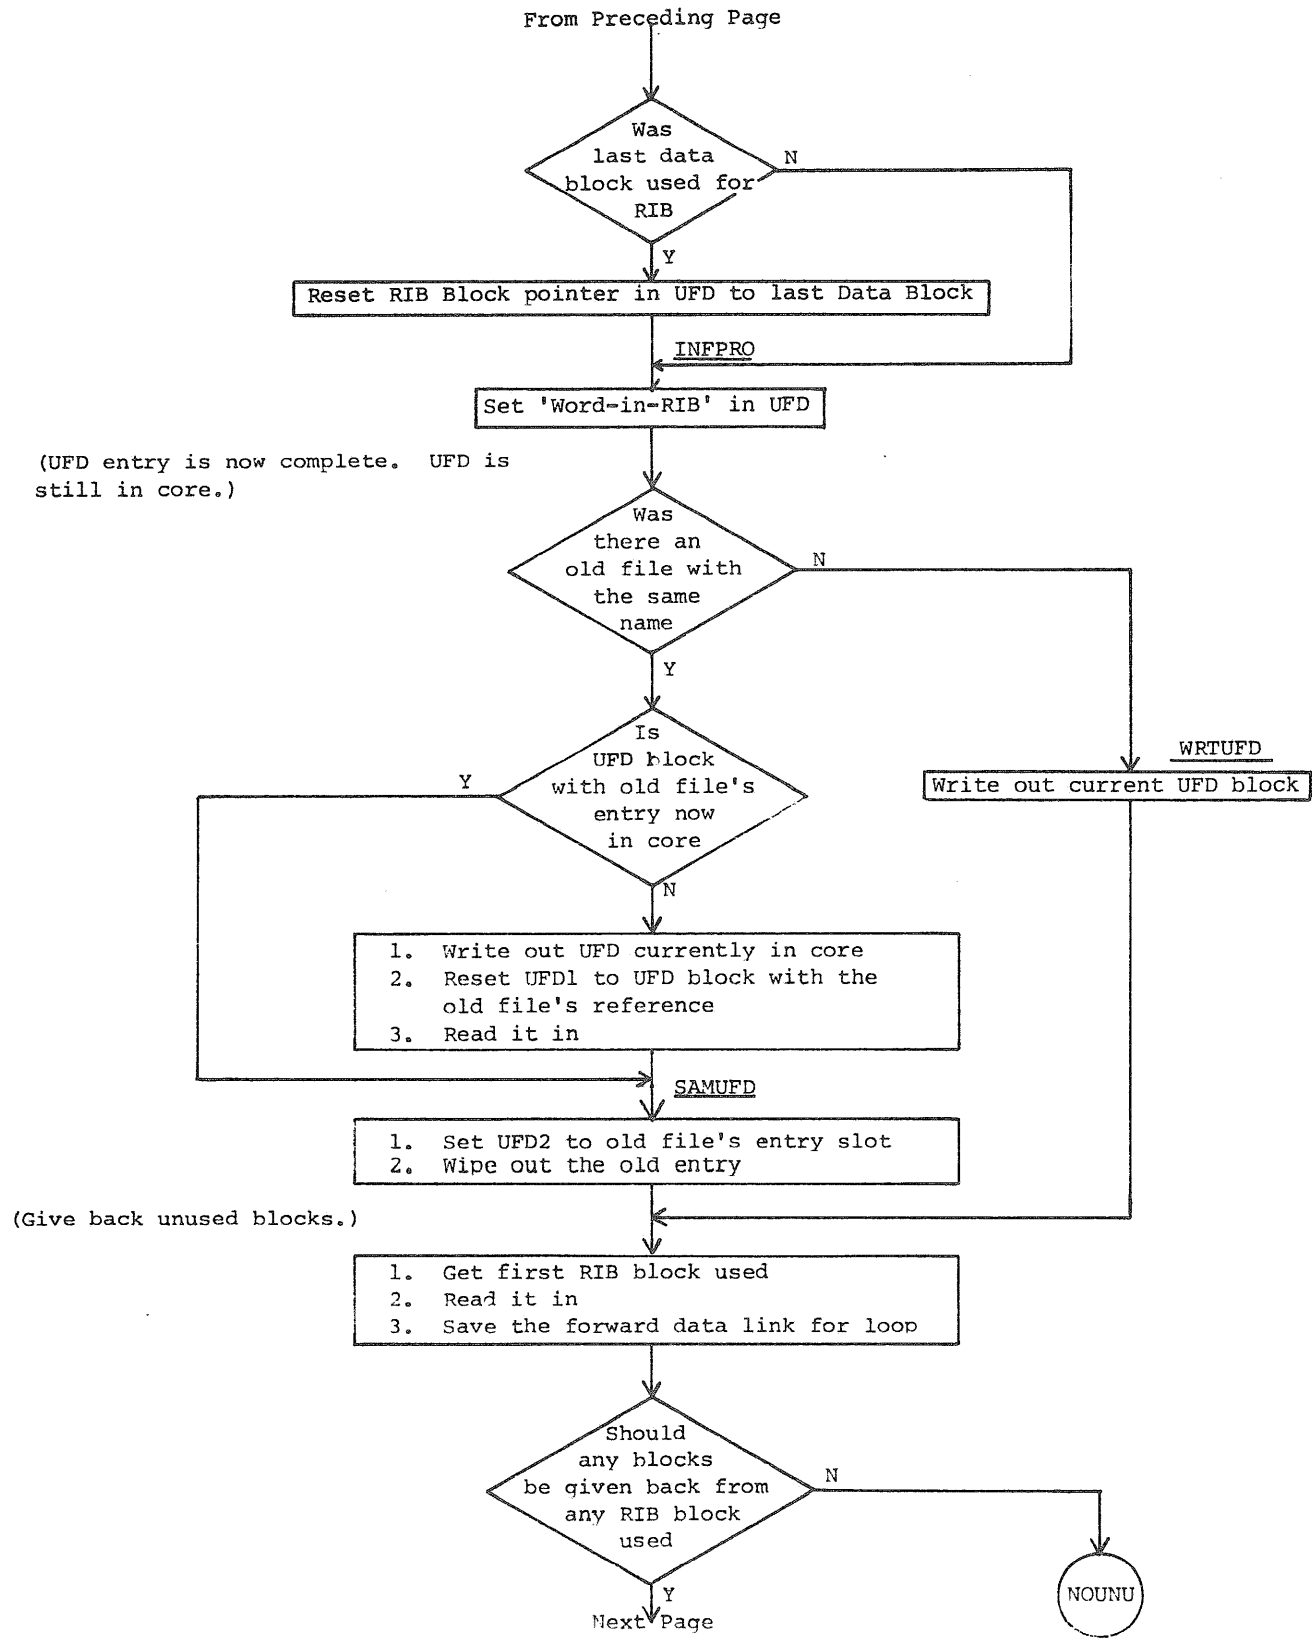 From Preceding Page
Was
last data
block used for
RIB
N
Y
Reset RIB Block pointer in UFD to last Data Block
INFPRO
Set 'Word-in-RIB' in UFD
(UFD entry is now complete. UFD is
still in core.)
Was
there an
old file with
the same
name
N
Y
Is
UFD block
with old file's
entry now
in core
Y
N
WRTUFD
Write out current UFD block
1. Write out UFD currently in core
2. Reset UFD1 to UFD block with the
old file's reference
3. Read it in
SAMUFD
1. Set UFD2 to old file's entry slot
2. Wipe out the old entry
(Give back unused blocks.)
1. Get first RIB block used
2. Read it in
3. Save the forward data link for loop
Should
any blocks
be given back from
any RIB block
used
N
Y
NOUNU
Next Page